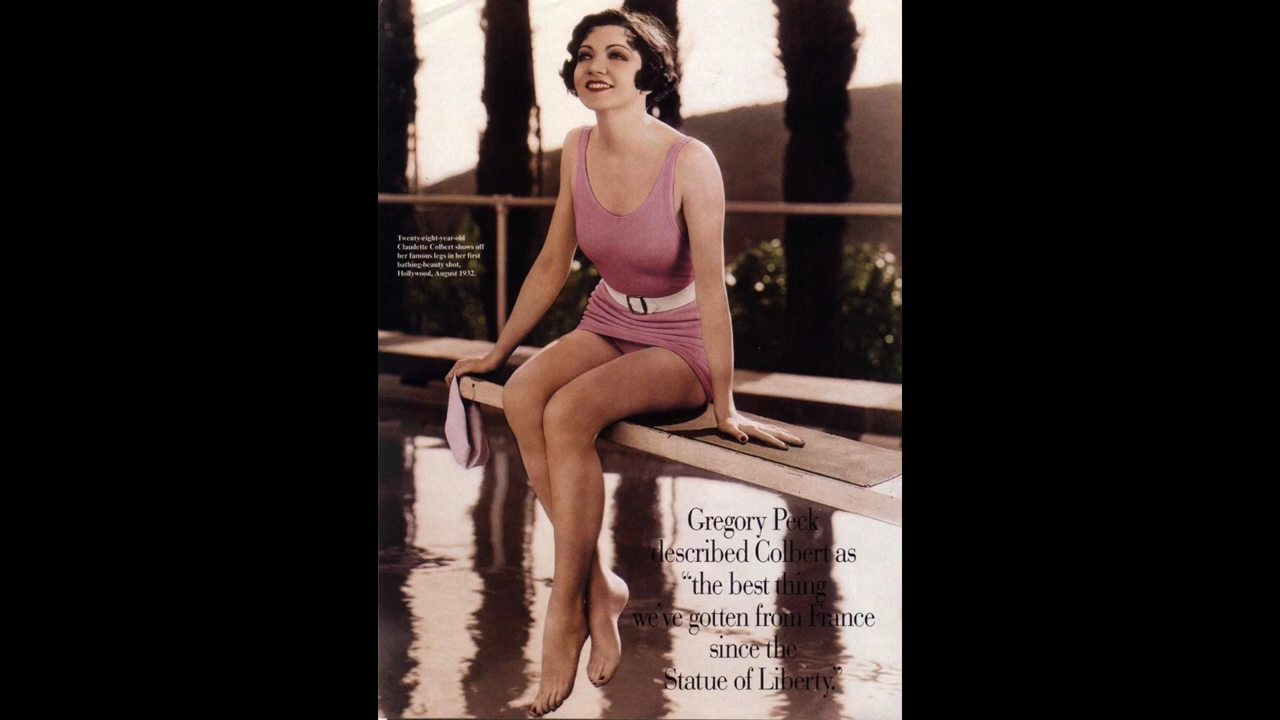 Twenty-eight-year-old
Claudette Colbert shows off
her famous legs in her first
bathing-beauty shot,
Hollywood, August 1932.
Gregory Peck
described Colbert as
“the best thing
we’ve gotten from France
since the
Statue of Liberty.”